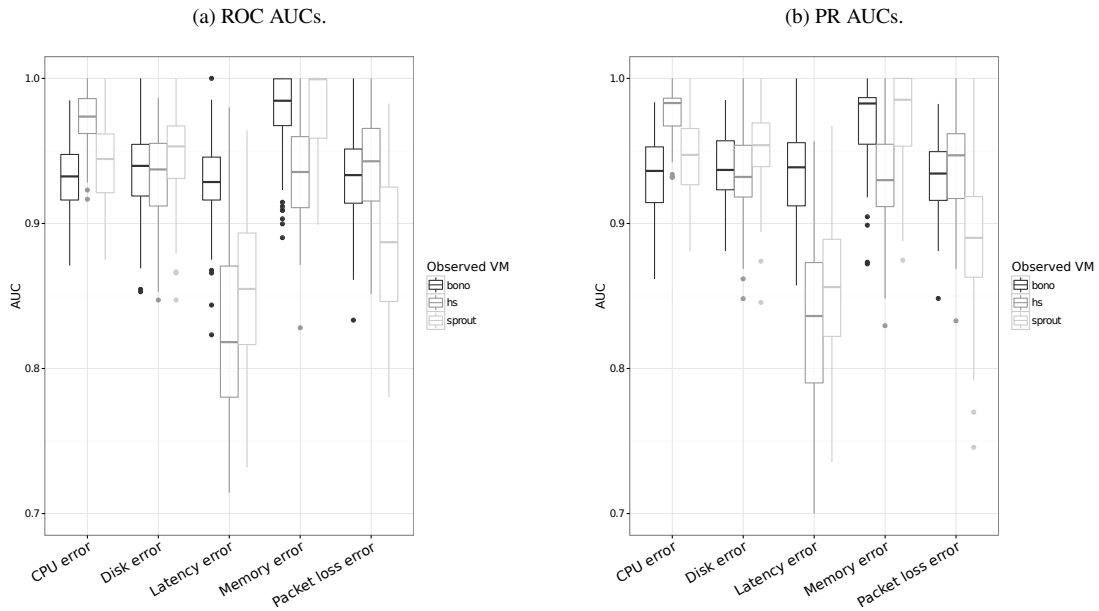 (a) ROC AUCs.
1.0
0.9
0.8
0.7
AUC
CPU error
Disk error
Latency error
Memory error
Packet loss error
Observed VM
bono
hs
sprout
(b) PR AUCs.
1.0
0.9
0.8
0.7
AUC
CPU error
Disk error
Latency error
Memory error
Packet loss error
Observed VM
bono
hs
sprout